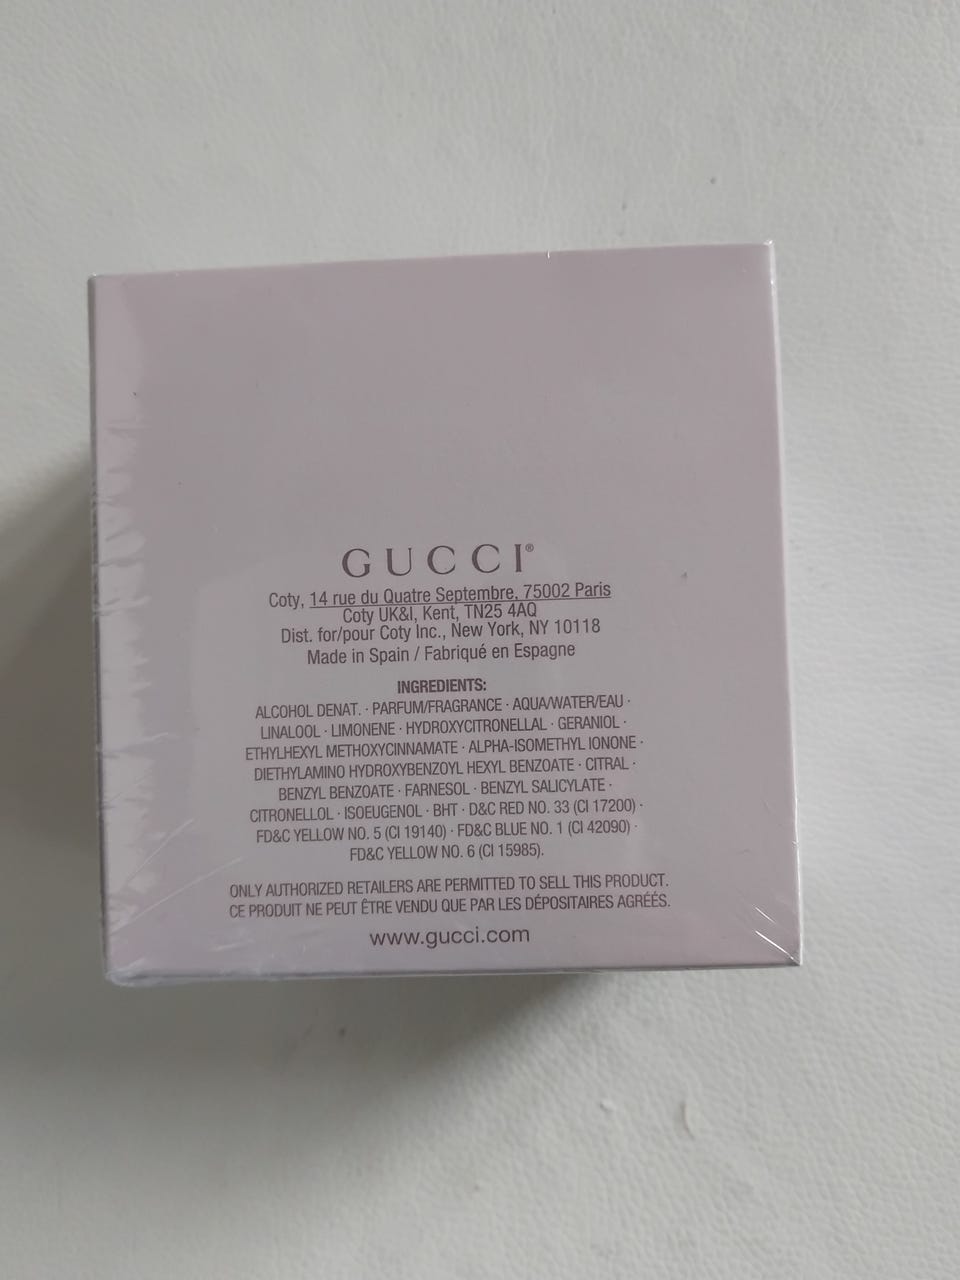 GUCCI®
Coty, 14 rue du Quatre Septembre, 75002 Paris
Coty UK&I, Kent, TN25 4AQ
Dist. for/pour Coty Inc., New York, NY 10118
Made in Spain / Fabriqué en Espagne
INGREDIENTS:
ALCOHOL DENAT. · PARFUM/FRAGRANCE · AQUA/WATER/EAU ·
LINALOOL · LIMONENE · HYDROXYCITRONELLAL · GERANIOL ·
ETHYLHEXYL METHOXYCINNAMATE · ALPHA-ISOMETHYL IONONE ·
DIETHYLAMINO HYDROXYBENZOYL HEXYL BENZOATE · CITRAL ·
BENZYL BENZOATE · FARNESOL · BENZYL SALICYLATE ·
CITRONELLOL · ISOEUGENOL · BHT · D&C RED NO. 33 (CI 17200) ·
FD&C YELLOW NO. 5 (CI 19140) · FD&C BLUE NO. 1 (CI 42090) ·
FD&C YELLOW NO. 6 (CI 15985).
ONLY AUTHORIZED RETAILERS ARE PERMITTED TO SELL THIS PRODUCT.
CE PRODUIT NE PEUT ÊTRE VENDU QUE PAR LES DÉPOSITAIRES AGRÉÉS.
www.gucci.com